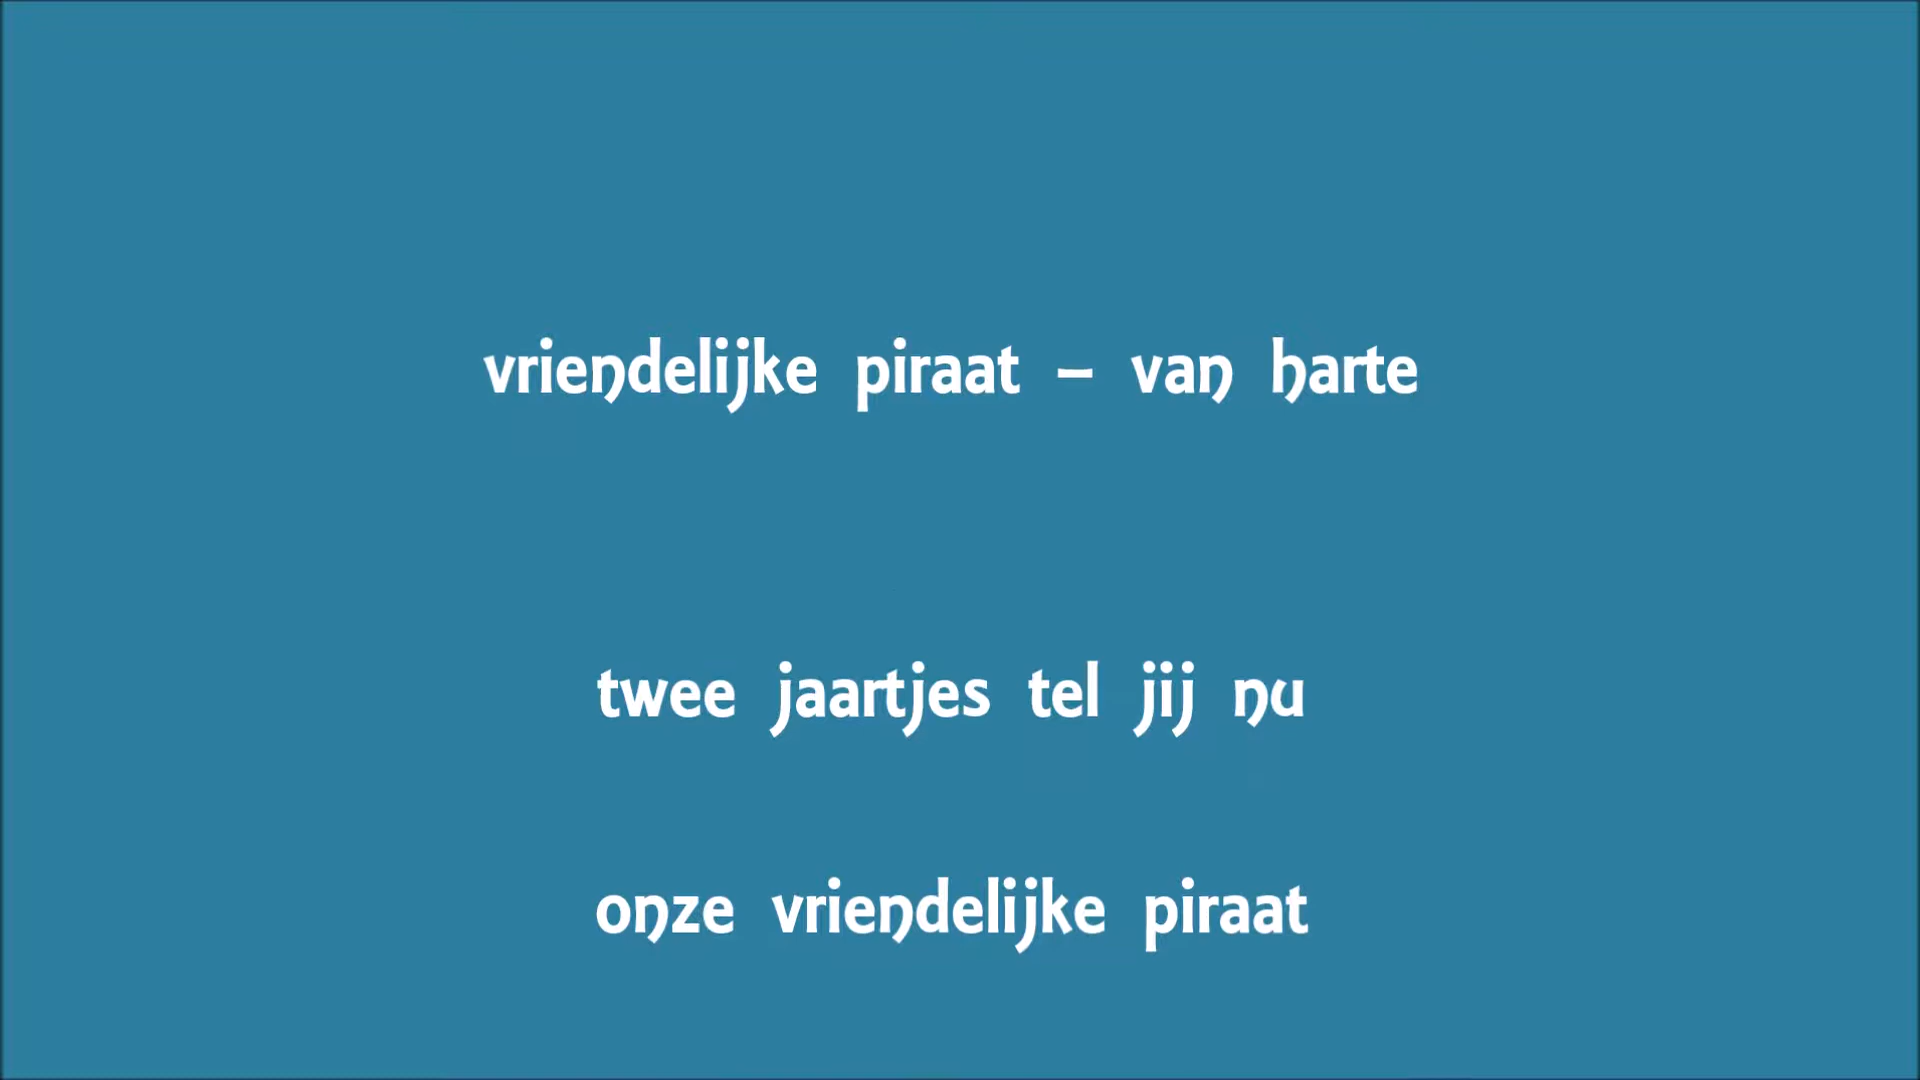 vriendelijke piraat – van harte
twee jaartjes tel jij nu
onze vriendelijke piraat